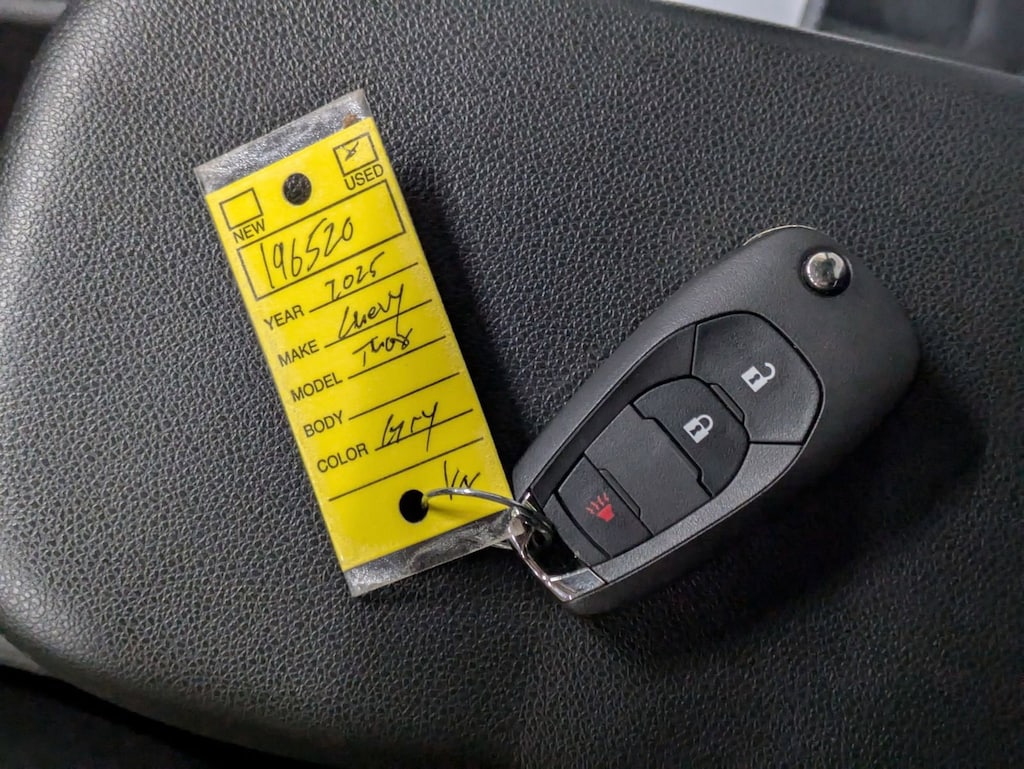 NEW USED
196520
YEAR 2025
MAKE Chevy
MODEL Trax
BODY
COLOR Gry